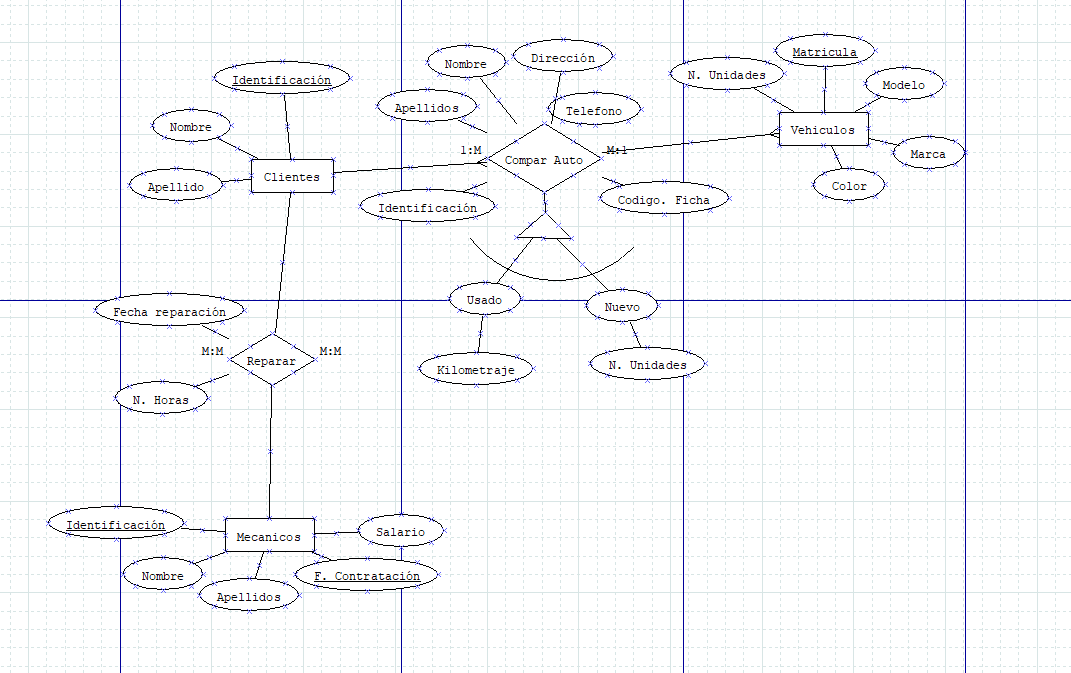 Identificación
Nombre
Apellido
Clientes
Nombre
Dirección
Apellidos
Telefono
1:M
Compar Auto
M:1
Identificación
Codigo. Ficha
N. Unidades
Matricula
Modelo
Vehiculos
Marca
Color
Usado
Nuevo
Kilometraje
N. Unidades
Fecha reparación
M:M
Reparar
M:M
N. Horas
Identificación
Mecanicos
Salario
Nombre
Apellidos
F. Contratación